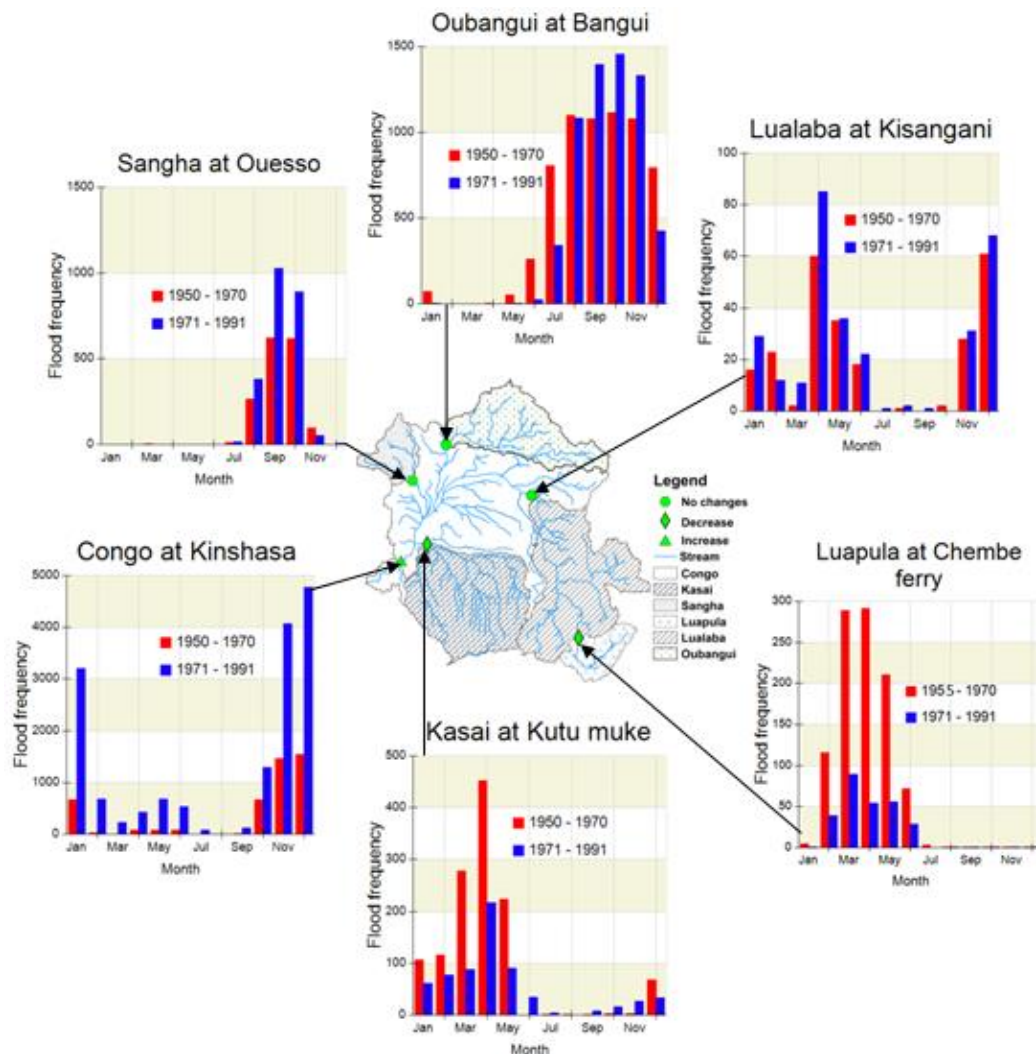 Oubangui at Bangui
1500
1000
500
0
Flood frequency
1950 - 1970
1971 - 1991
Jan Mar May Jul Sep Nov
Month
Sangha at Ouesso
1500
1000
500
0
Flood frequency
1950 - 1970
1971 - 1991
Jan Mar May Jul Sep Nov
Month
Lualaba at Kisangani
100
80
60
40
20
0
Flood frequency
1950 - 1970
1971 - 1991
Jan Mar May Jul Sep Nov
Month
Legend
No changes
Decrease
Increase
Stream
Congo
Kasai
Sangha
Luapula
Lualaba
Oubangui
Congo at Kinshasa
5000
4000
3000
2000
1000
0
Flood frequency
1950 - 1970
1971 - 1991
Jan Mar May Jul Sep Nov
Month
Kasai at Kutu muke
500
400
300
200
100
0
Flood frequency
1950 - 1970
1971 - 1991
Jan Mar May Jul Sep Nov
Month
Luapula at Chembe
ferry
300
250
200
150
100
50
0
Flood frequency
1955 - 1970
1971 - 1991
Jan Mar May Jul Sep Nov
Month